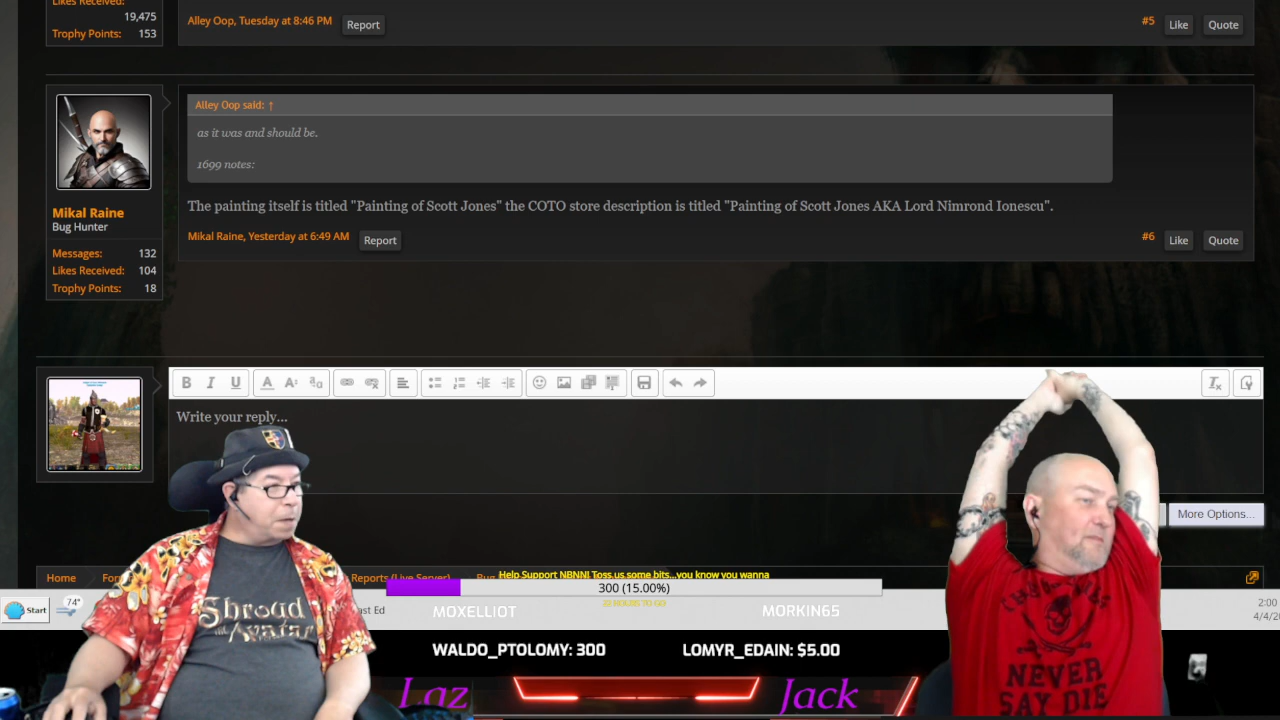 Likes Received:
19,475
Trophy Points: 153
Alley Oop, Tuesday at 8:46 PM Report #5 Like Quote
Alley Oop said: ↑
as it was and should be.
1699 notes:
Mikal Raine
Bug Hunter
Messages: 132
Likes Received: 104
Trophy Points: 18
The painting itself is titled "Painting of Scott Jones" the COTO store description is titled "Painting of Scott Jones AKA Lord Nimrond Ionescu".
Mikal Raine, Yesterday at 6:49 AM Report #6 Like Quote
B I U
Write your reply...
More Options...
Home Reports (Live Server)
Help Support NBNN! Toss us some bits...you know you wanna
300 (15.00%)
Start 74° 2:00
MOXELLIOT MORKIN65
4/4/2
WALDO_PTOLOMY: 300 LOMYR_EDAIN: $5.00
Shroud
of the Avatar
NEVER
SAY DIE
Laz Jack